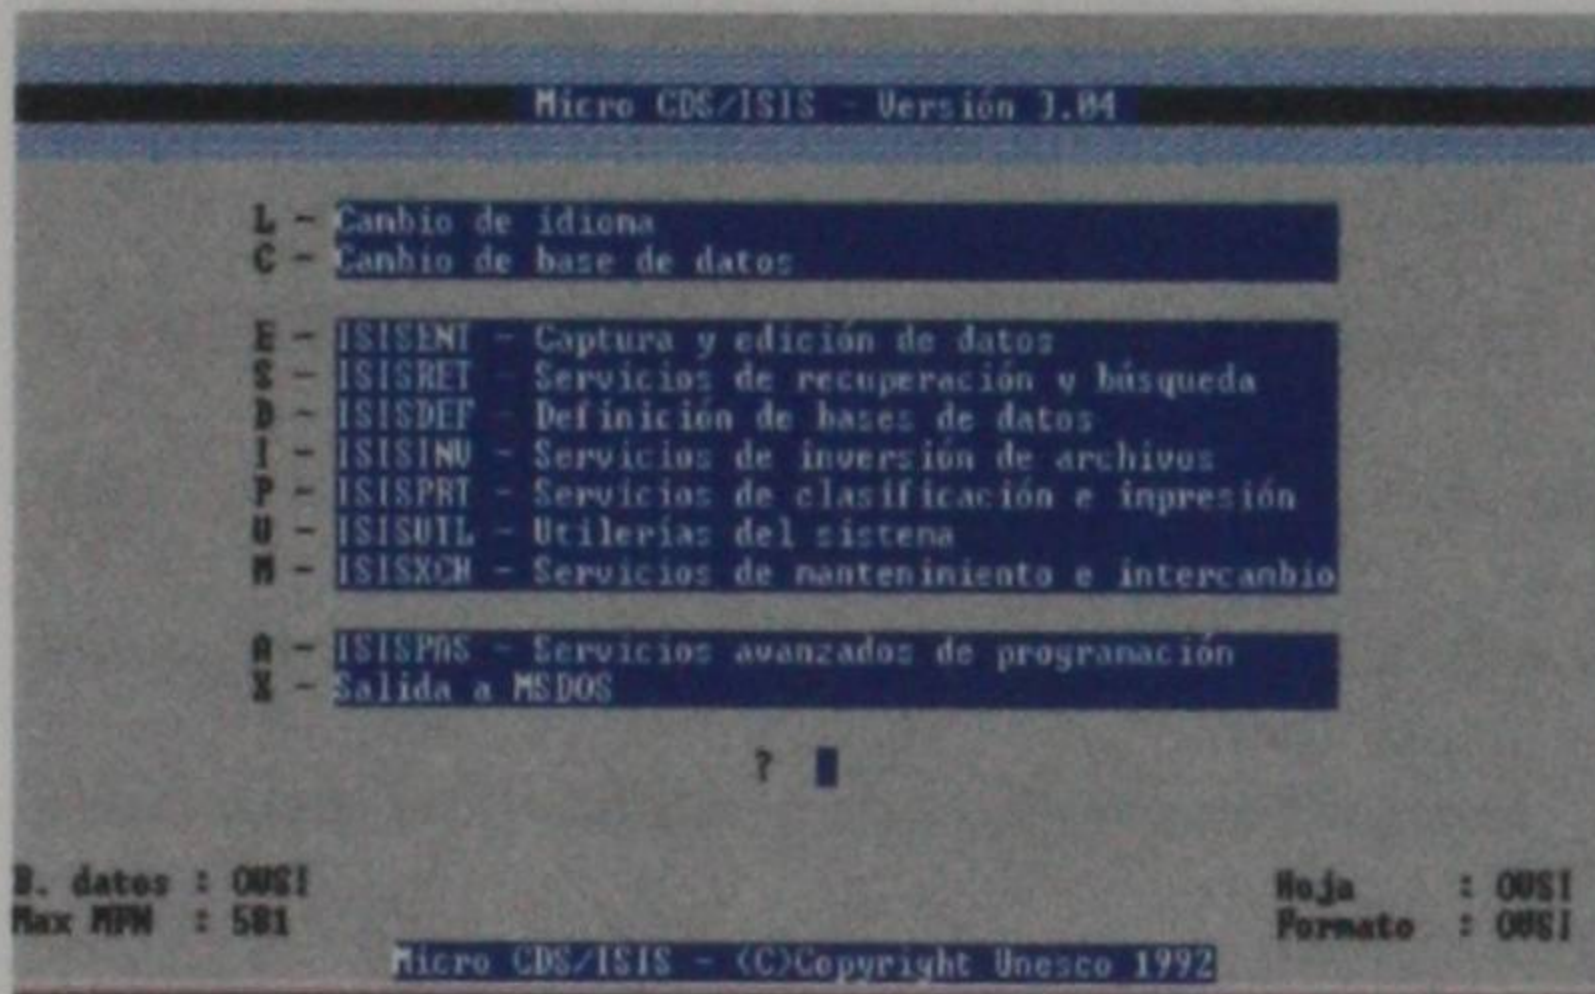 Micro CDS/ISIS - Versión 3.04
L - Cambio de idioma
C - Cambio de base de datos
E - ISISENT - Captura y edición de datos
S - ISISRET - Servicios de recuperación y búsqueda
D - ISISDEF - Definición de bases de datos
I - ISISINV - Servicios de inversión de archivos
P - ISISPRT - Servicios de clasificación e impresión
U - ISISUTL - Utilerías del sistema
M - ISISXCH - Servicios de mantenimiento e intercambio
A - ISISPAS - Servicios avanzados de programación
X - Salida a MSDOS
?
B. datos : Hoja :
Max MFN : 581 Formato :
Micro CDS/ISIS - (C)Copyright Unesco 1992